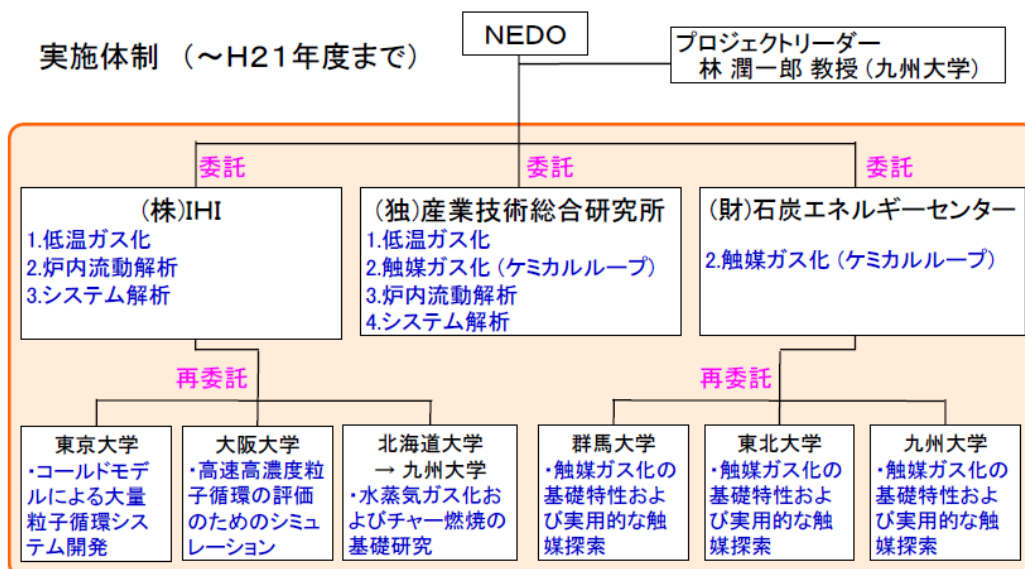 NEDO
実施体制 (~H21年度まで)
プロジェクトリーダー
林 潤一郎 教授(九州大学)
委託
委託
委託
(株)IHI
1.低温ガス化
2.炉内流動解析
3.システム解析
(独)産業技術総合研究所
1.低温ガス化
2.触媒ガス化(ケミカルループ)
3.炉内流動解析
4.システム解析
(財)石炭エネルギーセンター
2.触媒ガス化(ケミカルループ)
再委託
再委託
東京大学
・コールドモデ
ルによる大量
粒子循環シス
テム開発
大阪大学
・高速高濃度粒
子循環の評価
のためのシミュ
レーション
北海道大学
→ 九州大学
・水蒸気ガス化お
よびチャー燃焼の
基礎研究
群馬大学
・触媒ガス化の
基礎特性およ
び実用的な触
媒探索
東北大学
・触媒ガス化の
基礎特性およ
び実用的な触
媒探索
九州大学
・触媒ガス化の
基礎特性およ
び実用的な触
媒探索